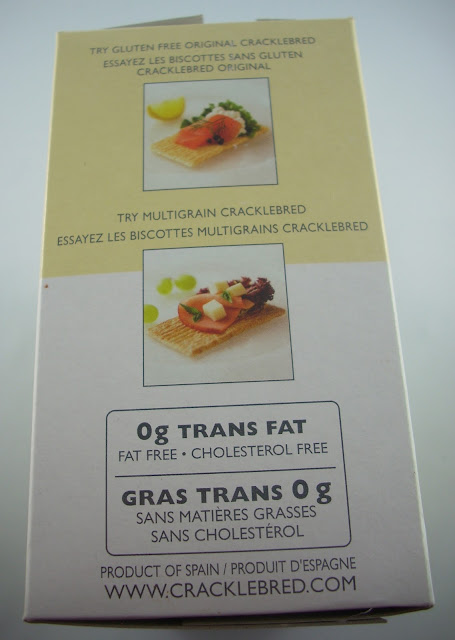 TRY GLUTEN FREE ORIGINAL CRACKLEBRED
ESSAYEZ LES BISCOTTES SANS GLUTEN
CRACKLEBRED ORIGINAL
TRY MULTIGRAIN CRACKLEBRED
ESSAYEZ LES BISCOTTES MULTIGRAINS CRACKLEBRED
0g TRANS FAT
FAT FREE • CHOLESTEROL FREE
GRAS TRANS 0 g
SANS MATIÈRES GRASSES
SANS CHOLESTÉROL
PRODUCT OF SPAIN / PRODUIT D'ESPAGNE
WWW.CRACKLEBRED.COM